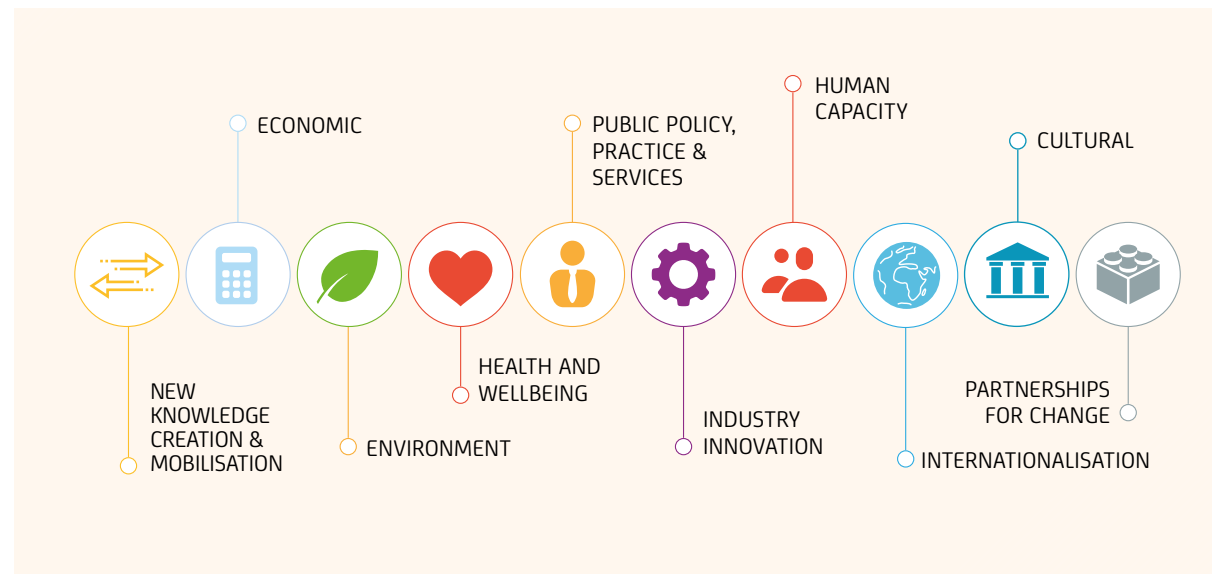 NEW
KNOWLEDGE
CREATION &
MOBILISATION
ECONOMIC
ENVIRONMENT
HEALTH AND
WELLBEING
PUBLIC POLICY,
PRACTICE &
SERVICES
INDUSTRY
INNOVATION
HUMAN
CAPACITY
INTERNATIONALISATION
CULTURAL
PARTNERSHIPS
FOR CHANGE